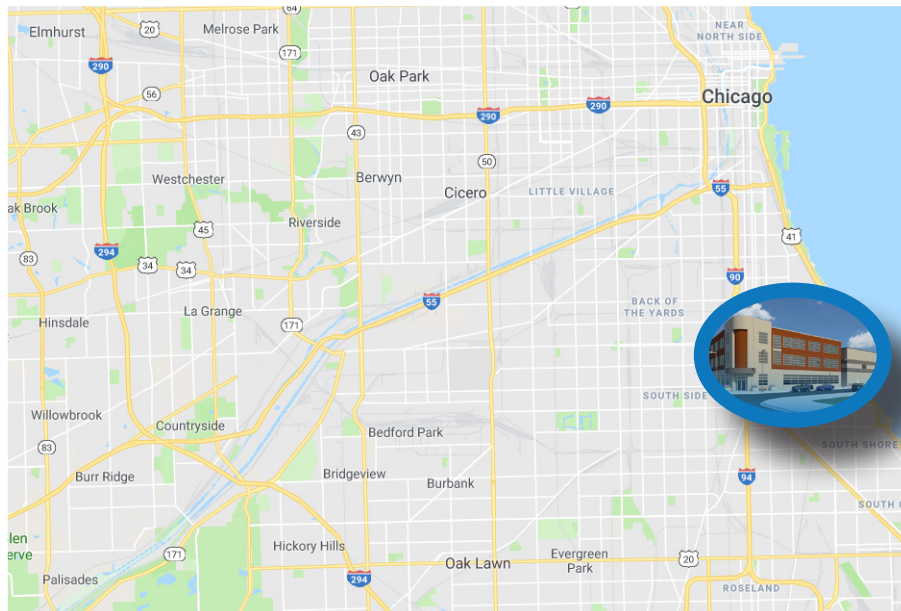 64
20
Elmhurst
Melrose Park
NEAR
NORTH SIDE
171
290
Oak Park
56
Chicago
290
290
43
50
Westchester
Berwyn
Cicero
LITTLE VILLAGE
55
ak Brook
Riverside
45
41
294
83
34
34
90
55
La Grange
BACK OF
THE YARDS
Hinsdale
171
SOUTH SIDE
Willowbrook
Countryside
Bedford Park
SOUTH SHORE
83
Burr Ridge
Bridgeview
Burbank
94
SOUTH
len
erve
171
Hickory Hills
Oak Lawn
Evergreen
Park
20
Palisades
294
ROSELAND